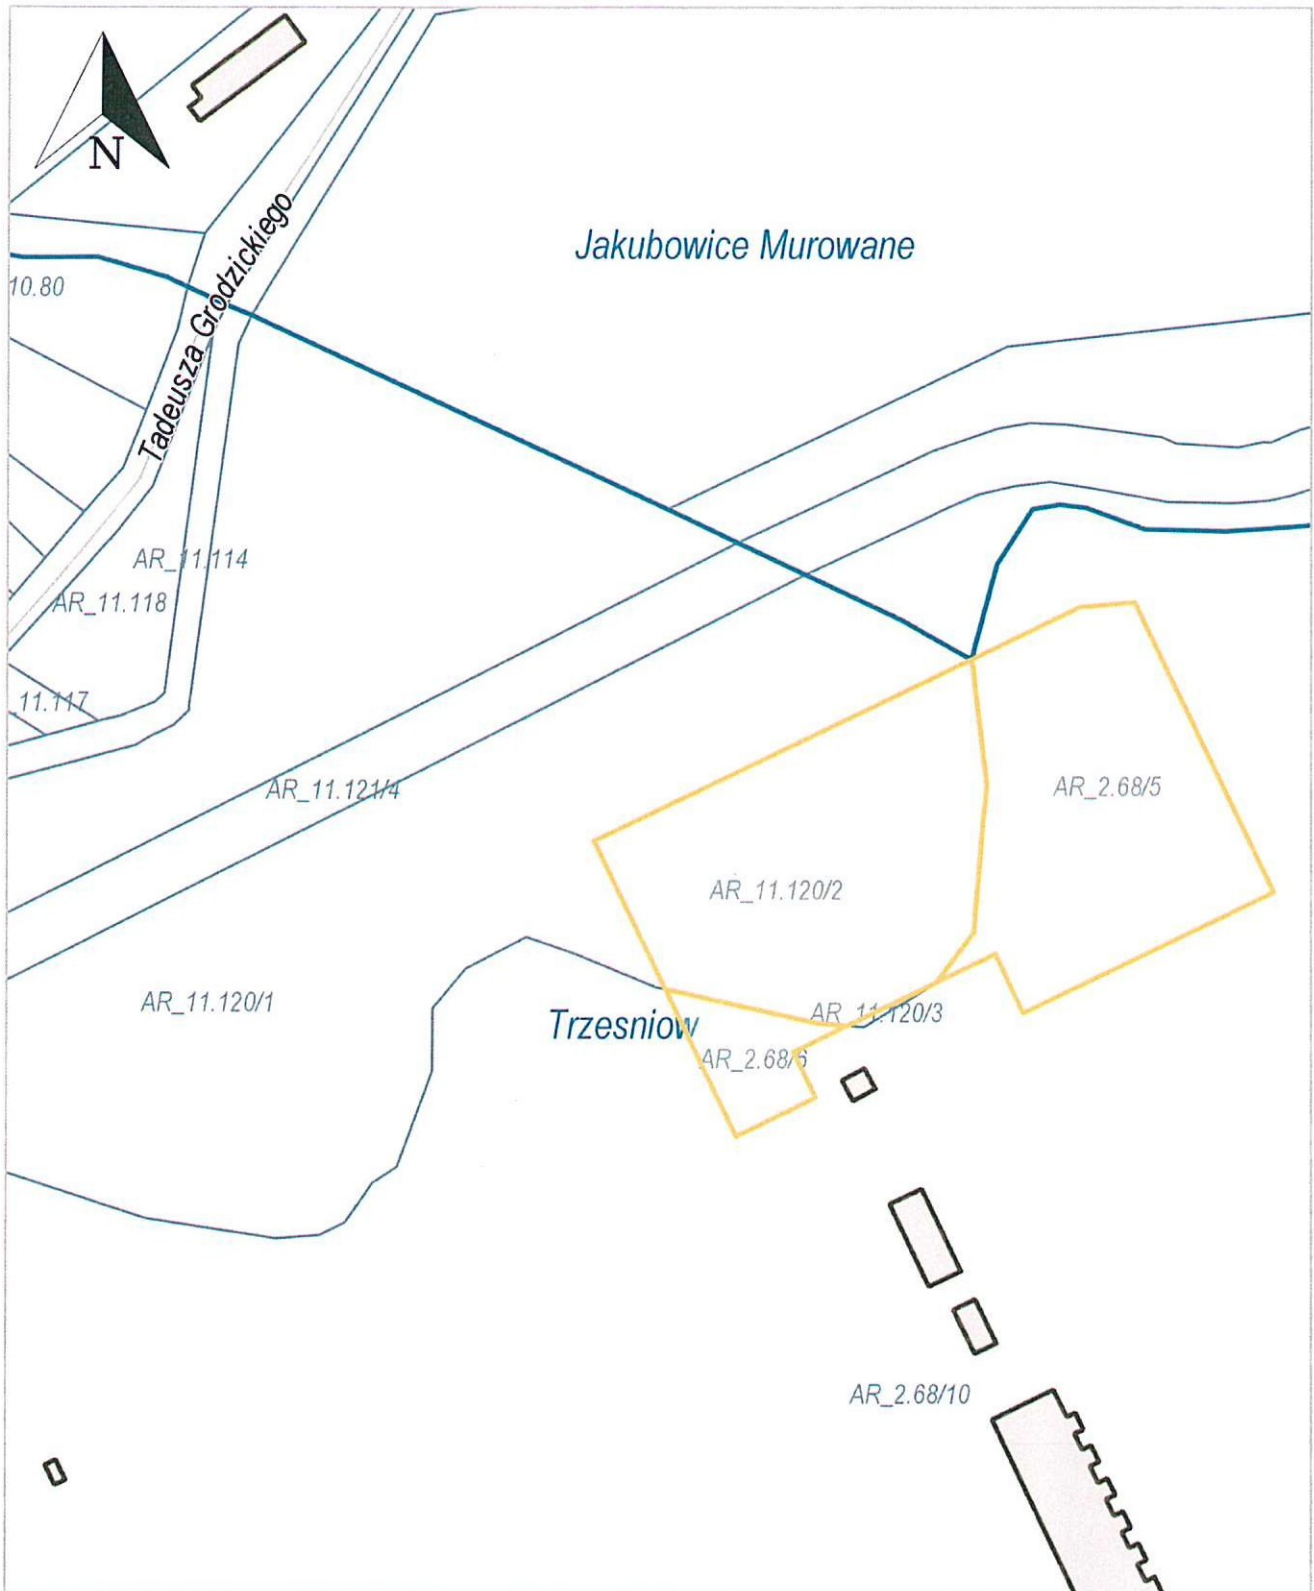 N
Tadeusza Grodzickiego
Jakubowice Murowane
10.80
AR_11.114
AR_11.118
11.117
AR_11.121/4
AR_2.68/5
AR_11.120/2
AR_11.120/1
AR_11.120/3
Trzesniow
AR_2.68/6
AR_2.68/10